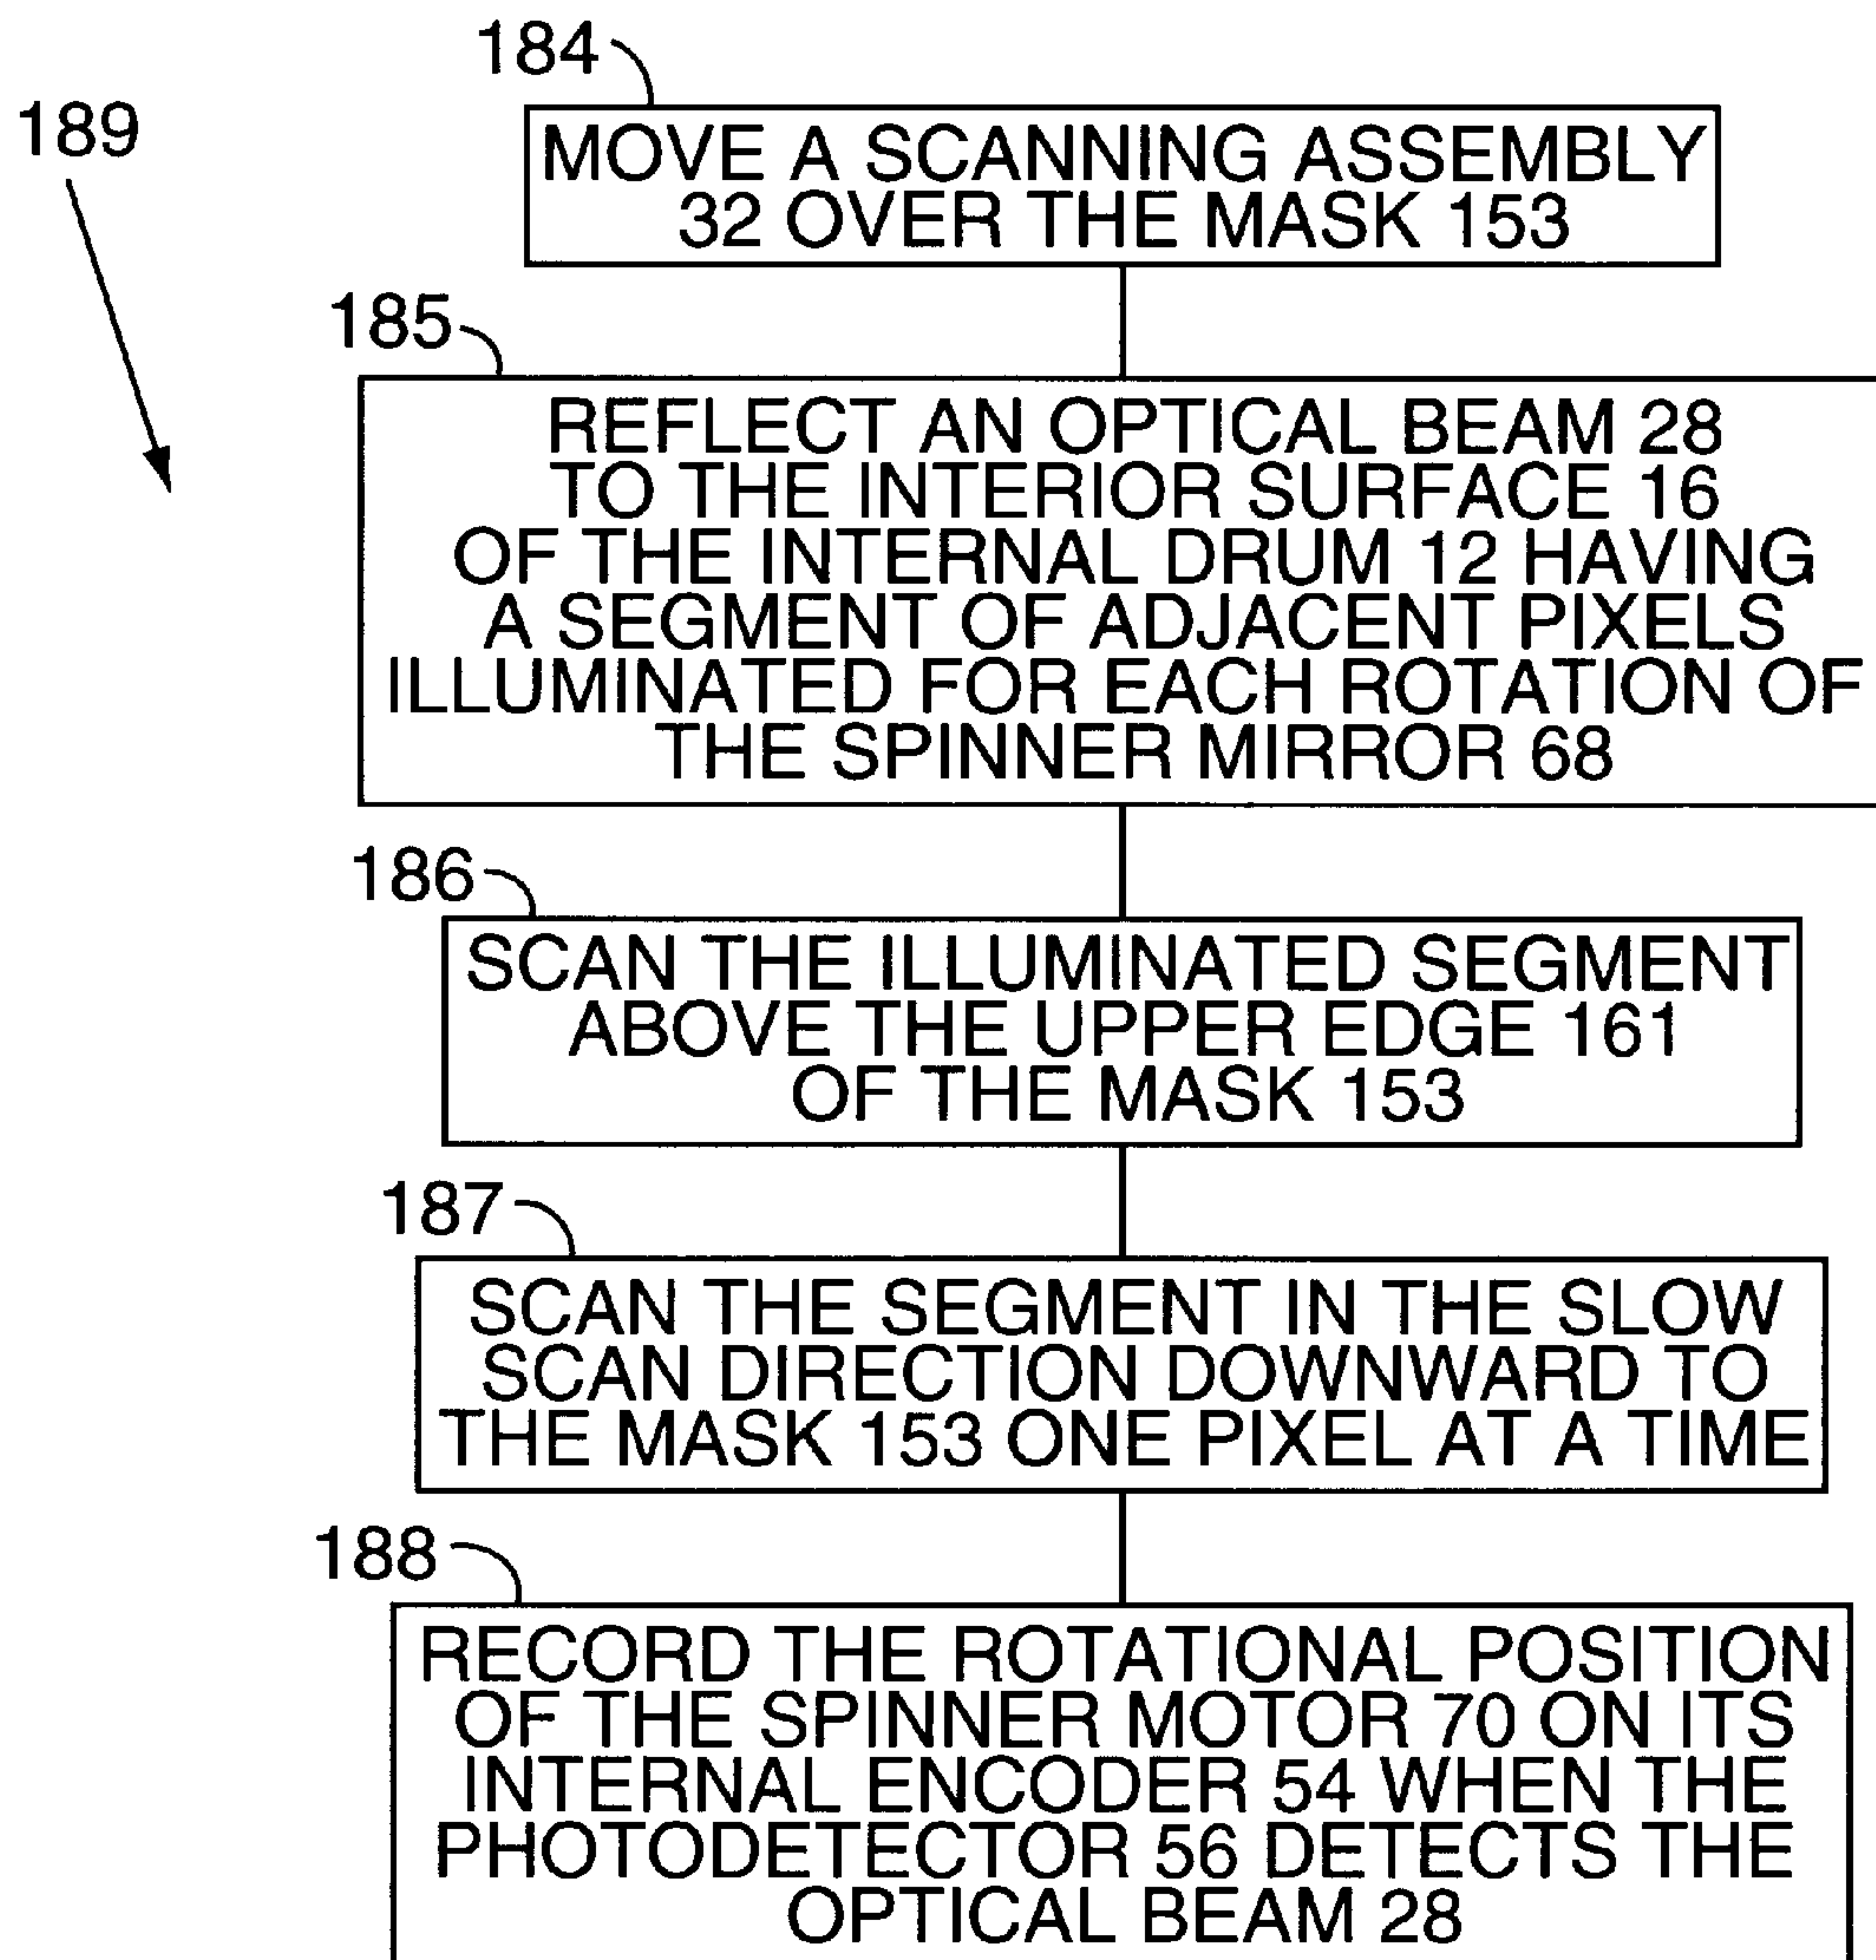 184
189
MOVE A SCANNING ASSEMBLY
32 OVER THE MASK 153
185
REFLECT AN OPTICAL BEAM 28
TO THE INTERIOR SURFACE 16
OF THE INTERNAL DRUM 12 HAVING
A SEGMENT OF ADJACENT PIXELS
ILLUMINATED FOR EACH ROTATION OF
THE SPINNER MIRROR 68
186
SCAN THE ILLUMINATED SEGMENT
ABOVE THE UPPER EDGE 161
OF THE MASK 153
187
SCAN THE SEGMENT IN THE SLOW
SCAN DIRECTION DOWNWARD TO
THE MASK 153 ONE PIXEL AT A TIME
188
RECORD THE ROTATIONAL POSITION
OF THE SPINNER MOTOR 70 ON ITS
INTERNAL ENCODER 54 WHEN THE
PHOTODETECTOR 56 DETECTS THE
OPTICAL BEAM 28